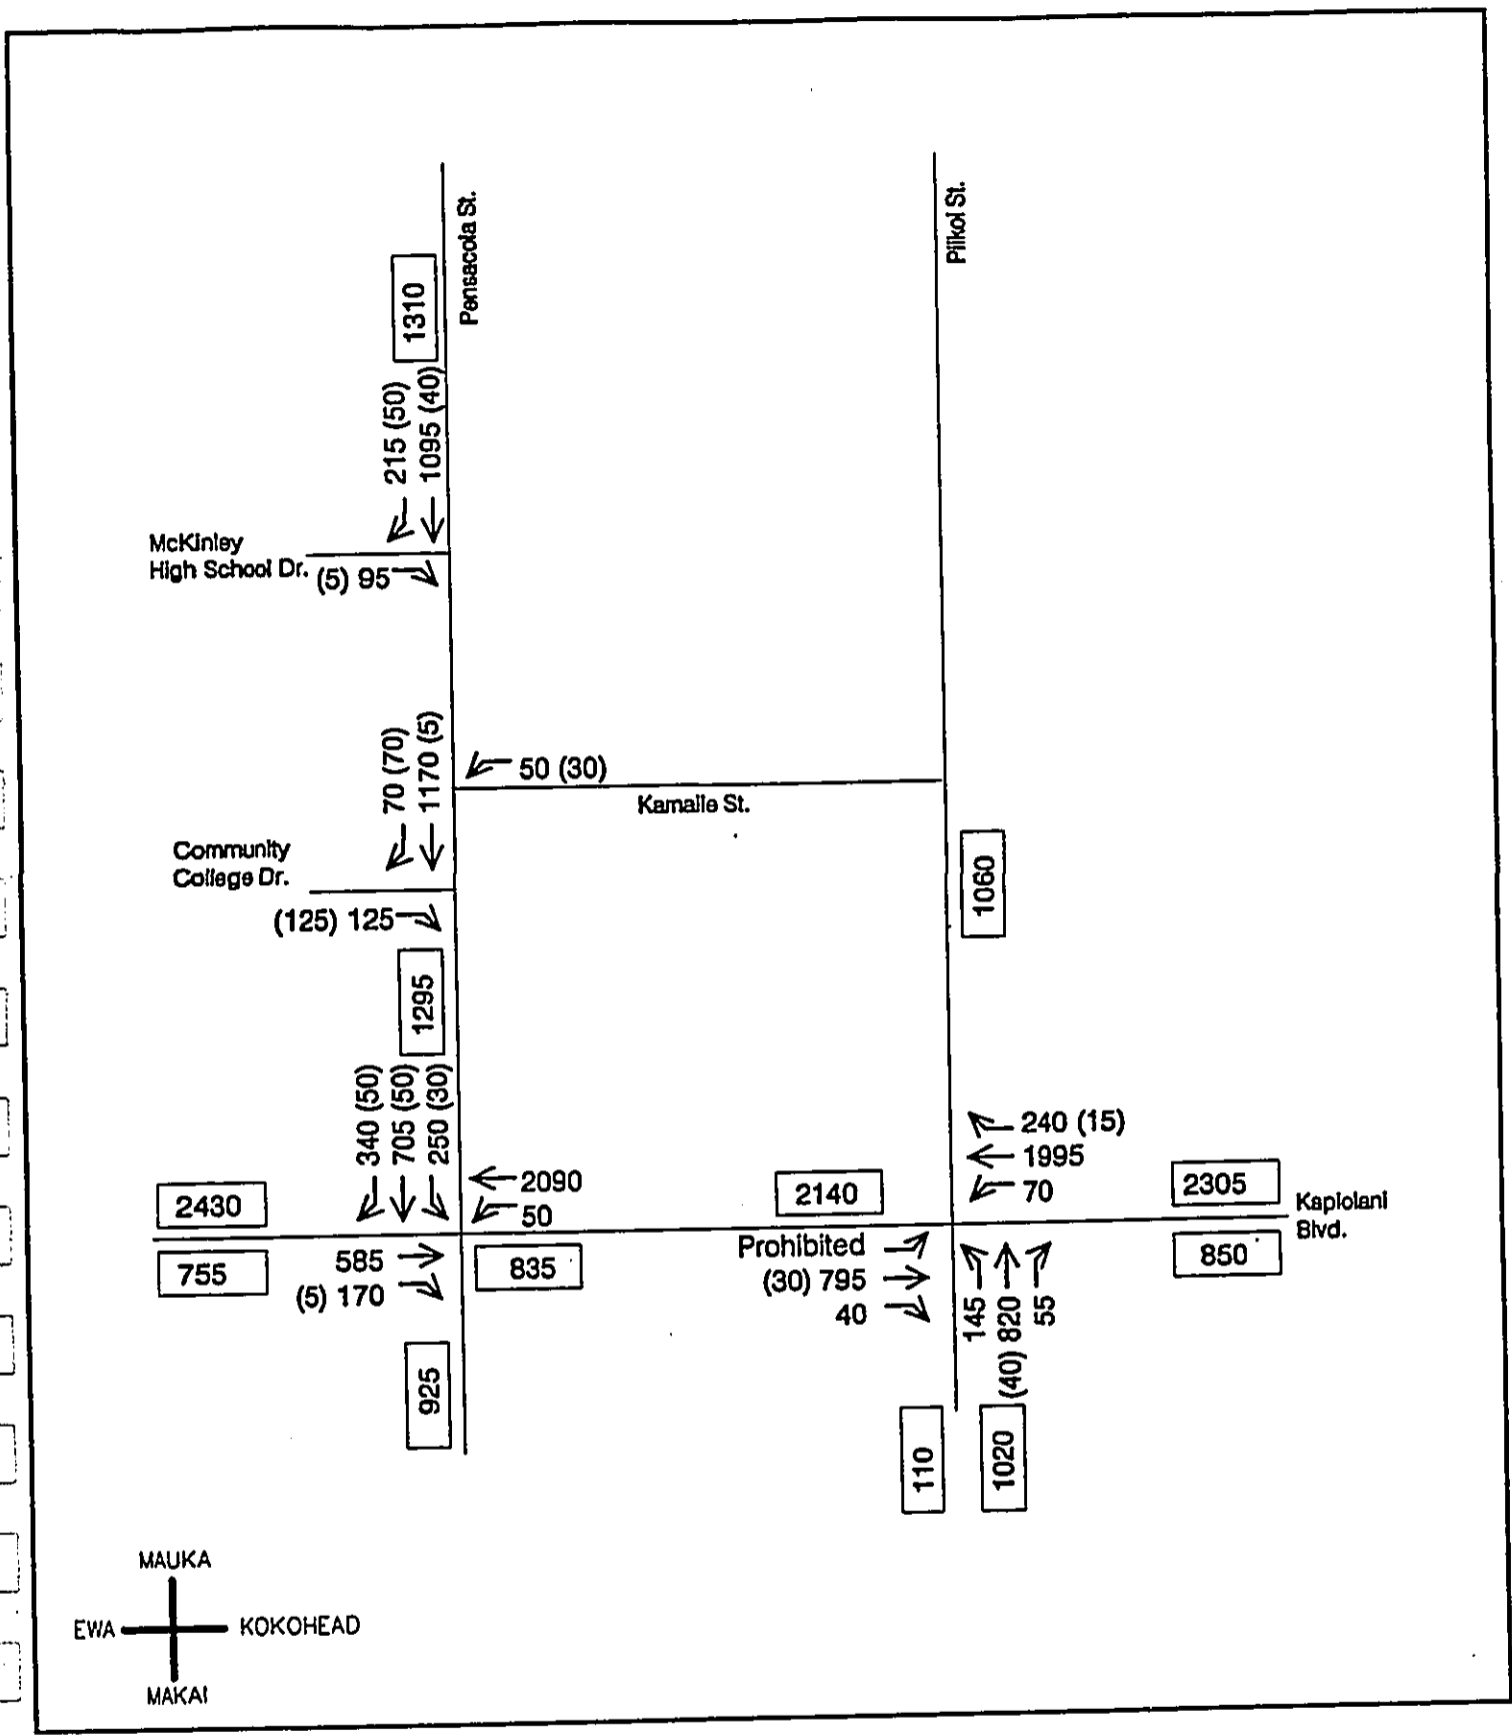 Pensacola St.
Piikoi St.
1310
215 (50)
1095 (40)
McKinley
High School Dr.
(5) 95
70 (70)
1170 (5)
50 (30)
Kamaile St.
Community
College Dr.
(125) 125
1295
1060
340 (50)
705 (50)
250 (30)
240 (15)
1995
70
2090
50
2430
2140
2305
Kapiolani
Blvd.
755
585
(5) 170
835
Prohibited
(30) 795
40
145
(40) 820
55
850
925
110
1020
MAUKA
EWA
KOKOHEAD
MAKAI